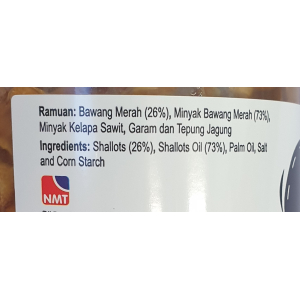 Ramuan: Bawang Merah (26%), Minyak Bawang Merah (73%),
Minyak Kelapa Sawit, Garam dan Tepung Jagung
Ingredients: Shallots (26%), Shallots Oil (73%), Palm Oil, Salt
and Corn Starch
NMT